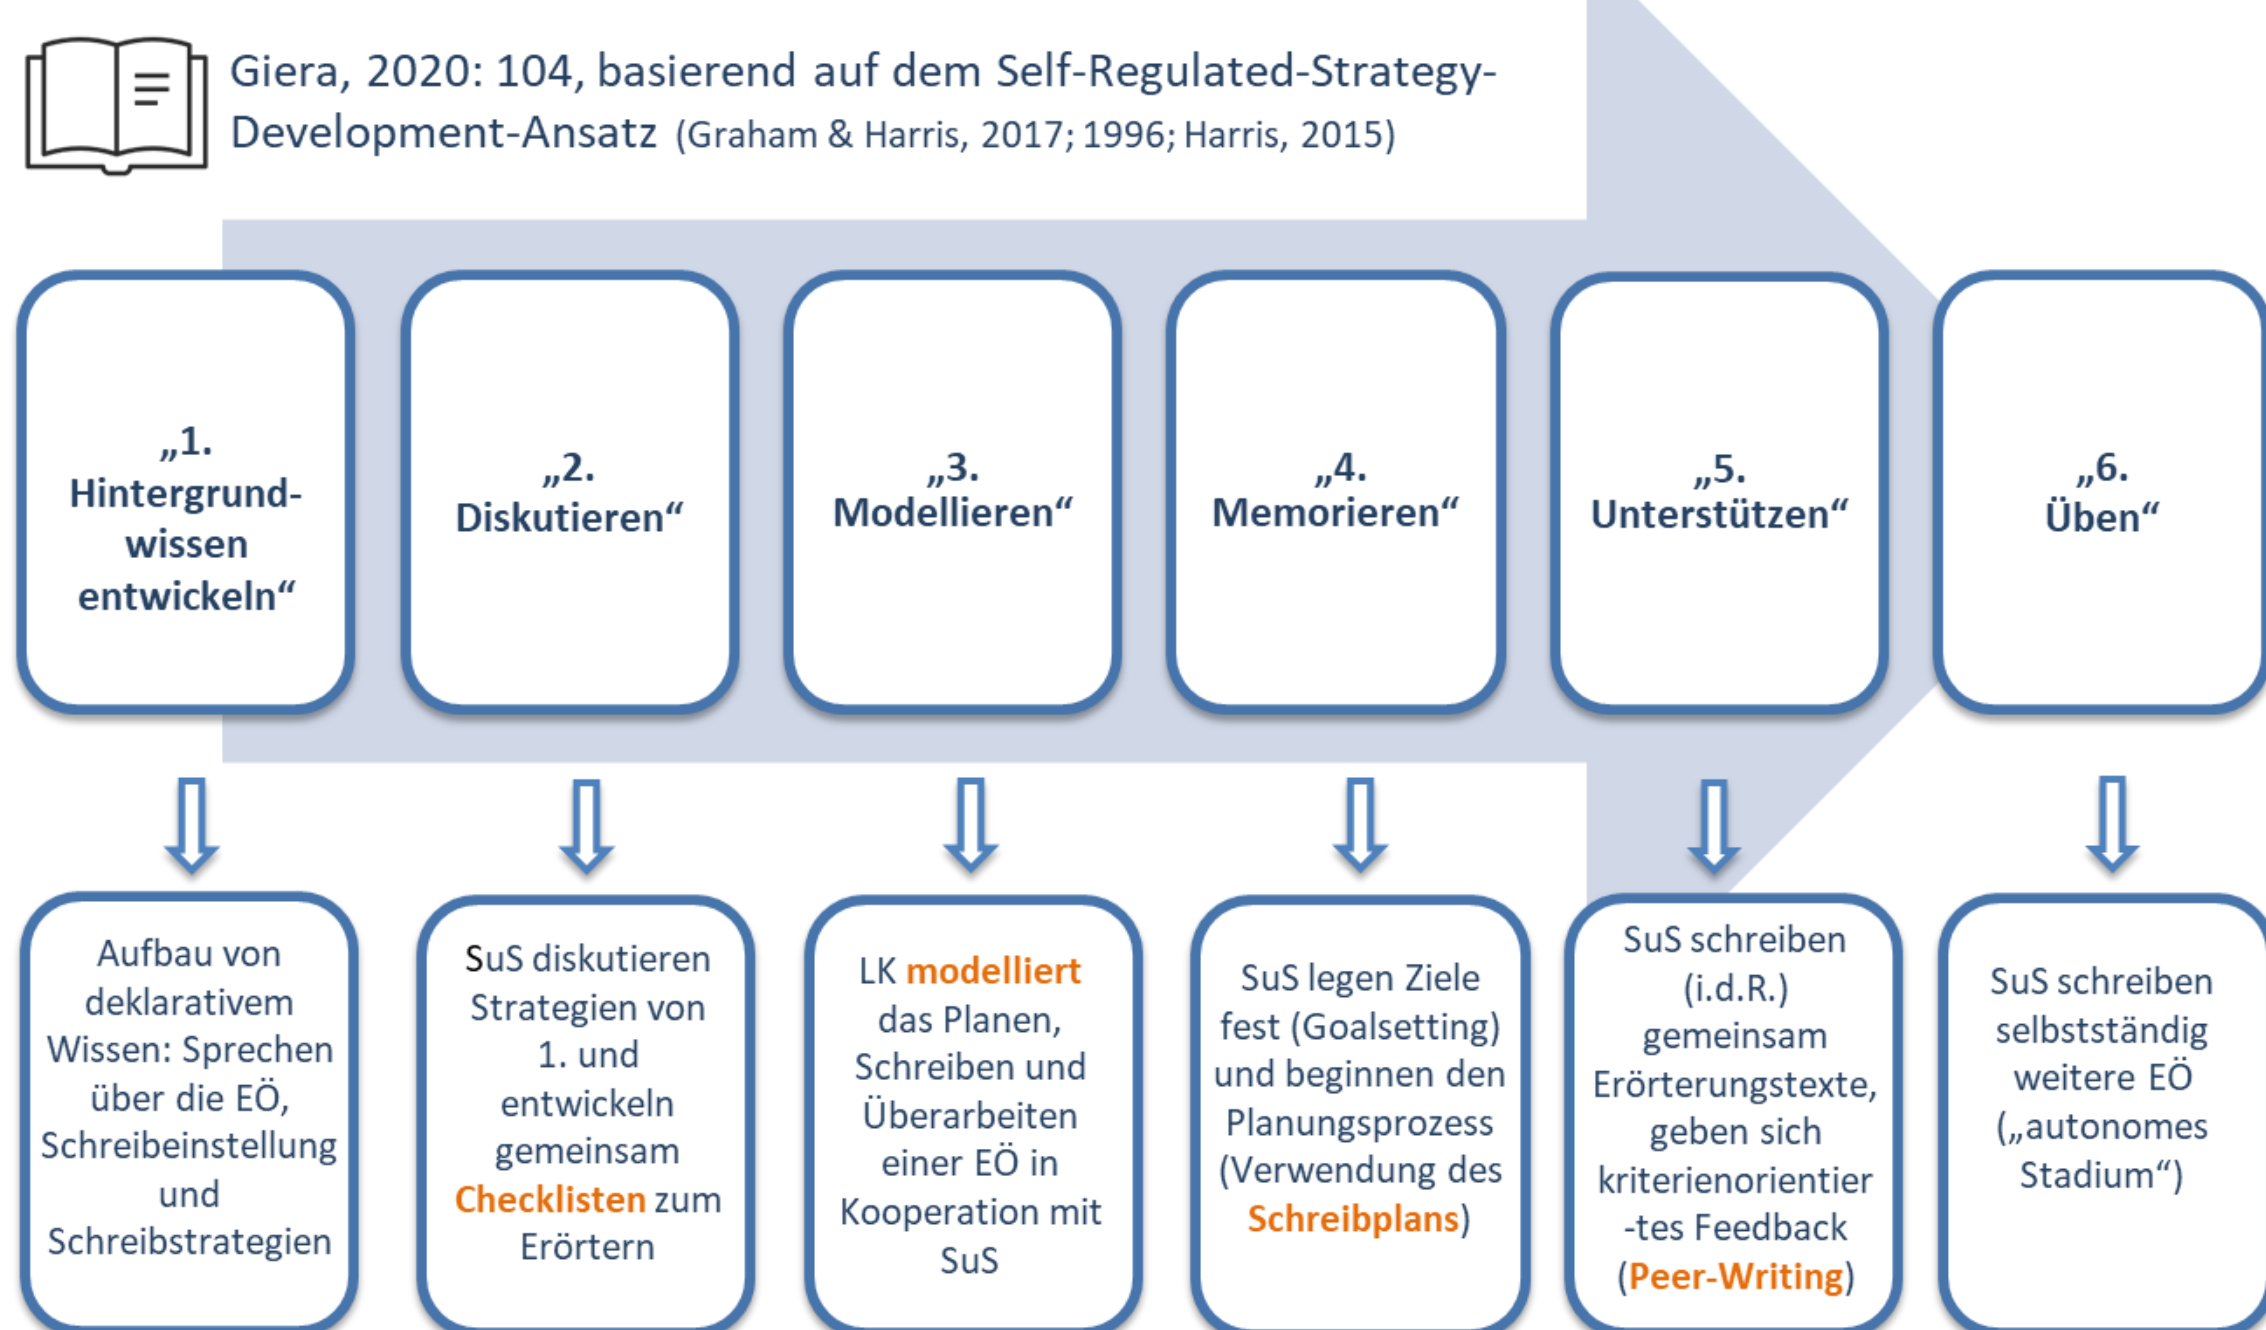 Giera, 2020: 104, basierend auf dem Self-Regulated-Strategy-
Development-Ansatz (Graham & Harris, 2017; 1996; Harris, 2015)
„1.
Hintergrund-
wissen
entwickeln“
„2.
Diskutieren“
„3.
Modellieren“
„4.
Memorieren“
„5.
Unterstützen“
„6.
Üben“
Aufbau von
deklarativem
Wissen: Sprechen
über die EÖ,
Schreibeinstellung
und
Schreibstrategien
SuS diskutieren
Strategien von
1. und
entwickeln
gemeinsam
Checklisten zum
Erörtern
LK modelliert
das Planen,
Schreiben und
Überarbeiten
einer EÖ in
Kooperation mit
SuS
SuS legen Ziele
fest (Goalsetting)
und beginnen den
Planungsprozess
(Verwendung des
Schreibplans)
SuS schreiben
(i.d.R.)
gemeinsam
Erörterungstexte,
geben sich
kriterienorientier
-tes Feedback
(Peer-Writing)
SuS schreiben
selbstständig
weitere EÖ
(„autonomes
Stadium“)